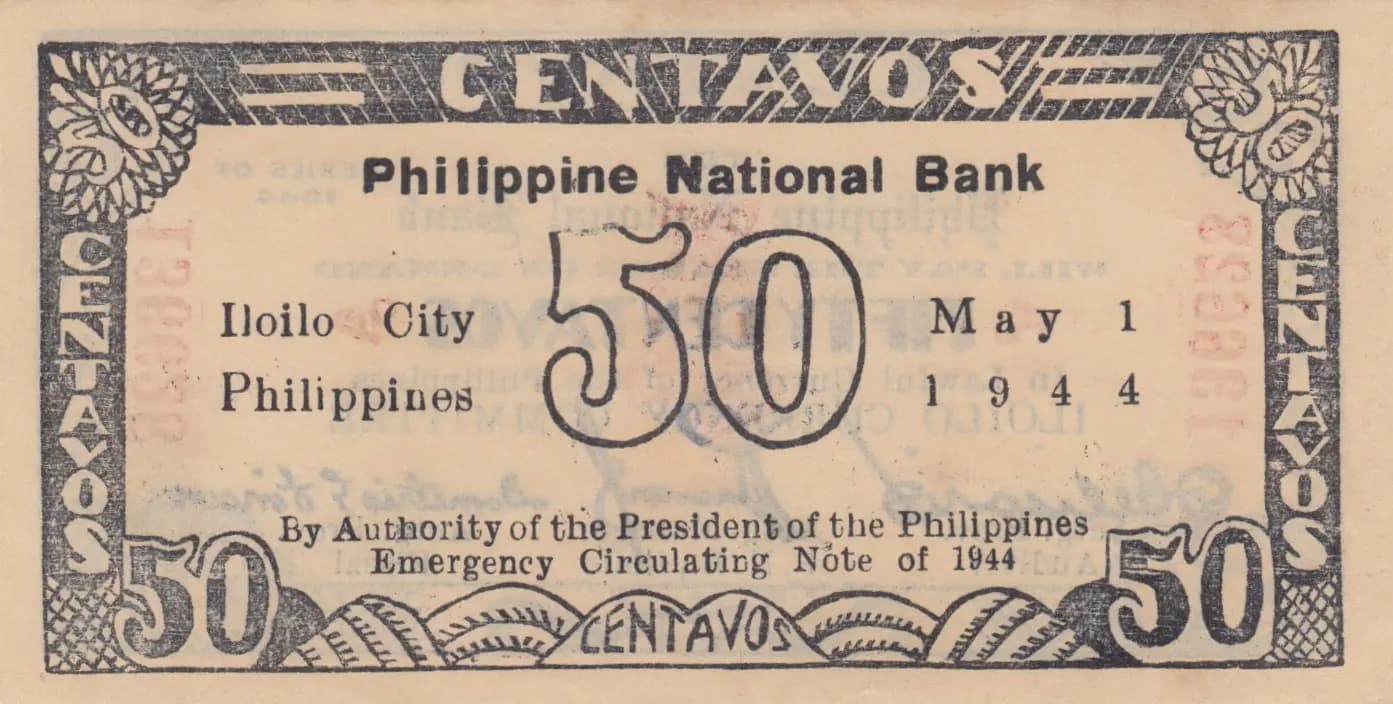 CENTAVOS
50
50
Philippine National Bank
50
Iloilo City
May 1
Philippines
1944
CENTAVOS
CENTAVOS
By Authority of the President of the Philippines
Emergency Circulating Note of 1944
50
CENTAVOS
50